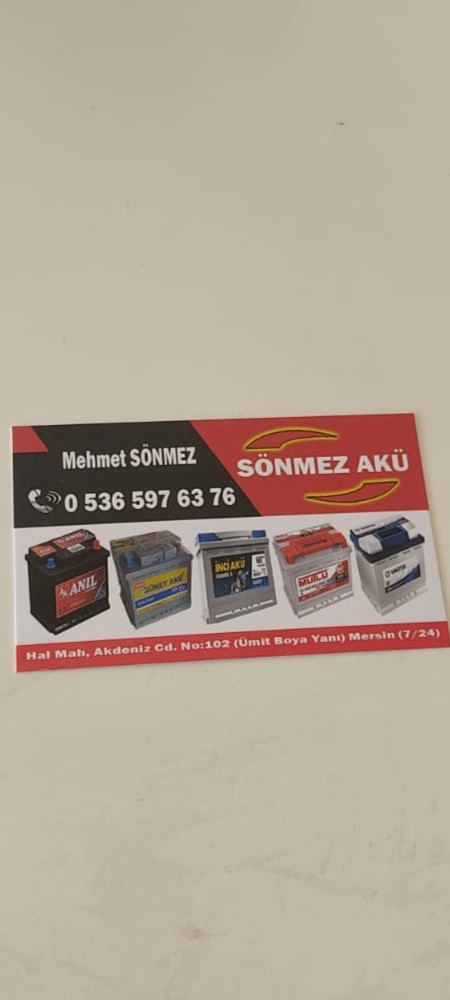 Mehmet SÖNMEZ
0 536 597 63 76
SÖNMEZ AKÜ
ANIL
GÜNEY AKÜ
İNCİ AKÜ
MUTLU
VARTA
Hal Mah, Akdeniz Cd. No:102 (Ümit Boya Yanı) Mersin (7/24)